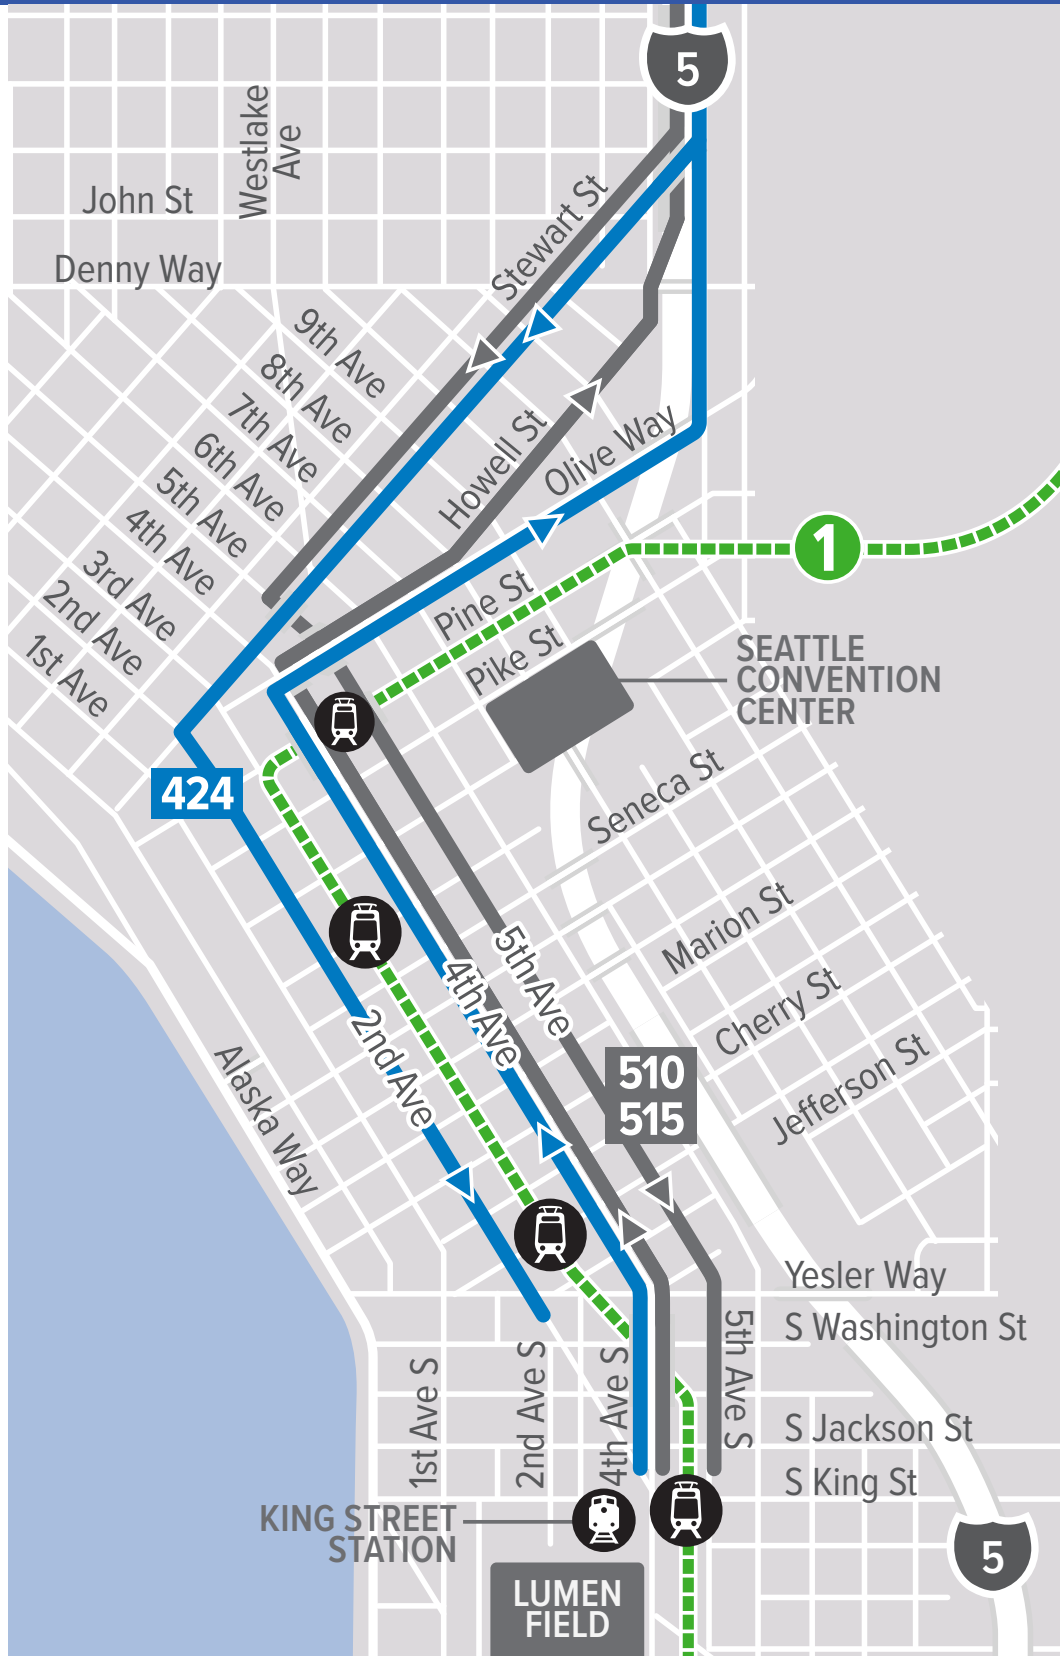 5
Westlake
Ave
John St
Denny Way
Stewart St
9th Ave
8th Ave
7th Ave
6th Ave
5th Ave
4th Ave
3rd Ave
2nd Ave
1st Ave
Howell St
Olive Way
1
Pine St
Pike St
SEATTLE
CONVENTION
CENTER
424
Seneca St
Marion St
Cherry St
Jefferson St
5th Ave
4th Ave
2nd Ave
510
515
Alaska Way
Yesler Way
S Washington St
1st Ave S
2nd Ave S
4th Ave S
5th Ave S
S Jackson St
S King St
KING STREET
STATION
5
LUMEN
FIELD